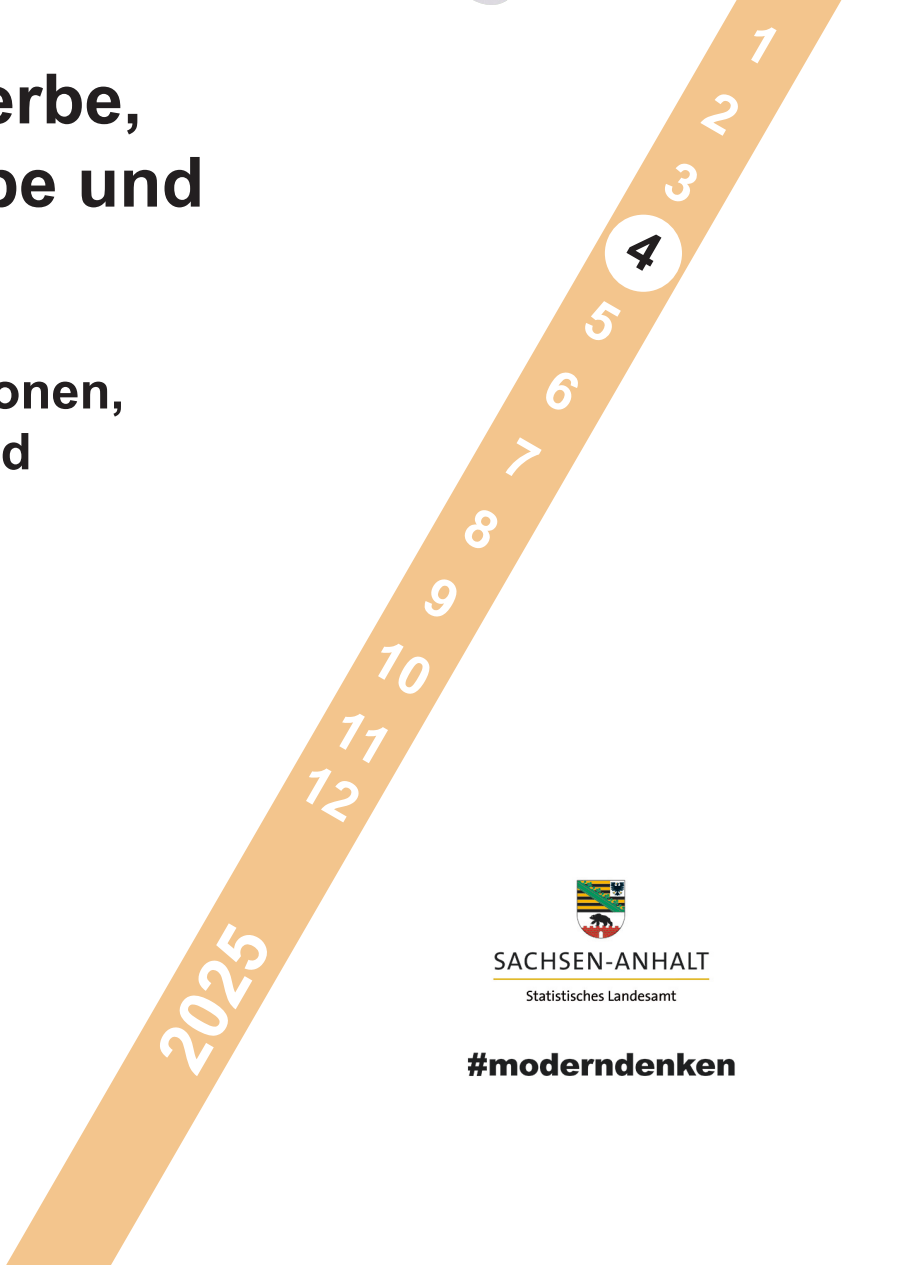 erbe,
be und
onen,
d
1
2
3
4
5
6
7
8
9
10
11
12
2025
SACHSEN-ANHALT
Statistisches Landesamt
#moderndenken